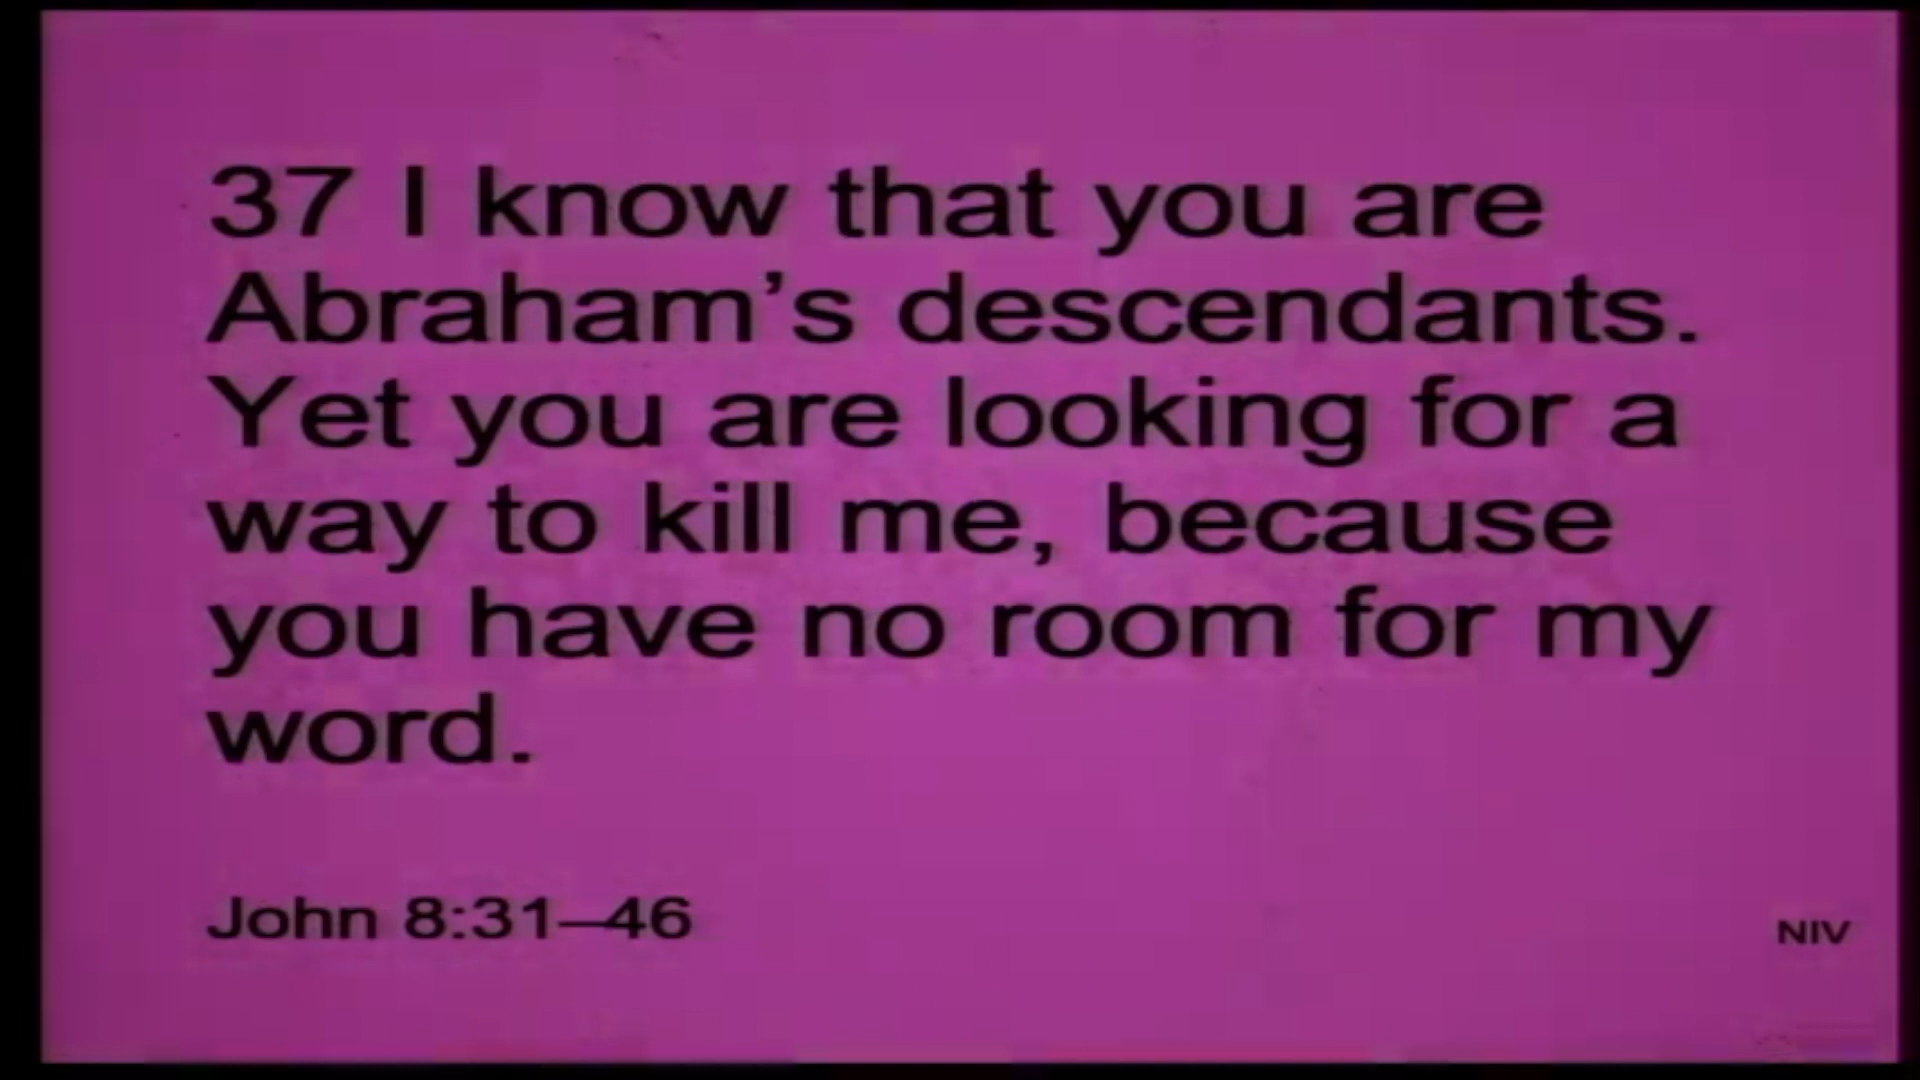 37 I know that you are
Abraham’s descendants.
Yet you are looking for a
way to kill me, because
you have no room for my
word.
John 8:31–46
NIV